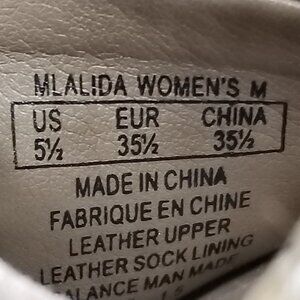 MLALIDA WOMEN'S M
US EUR CHINA
5½ 35½ 35½
MADE IN CHINA
FABRIQUE EN CHINE
LEATHER UPPER
LEATHER SOCK LINING
BALANCE MAN MADE